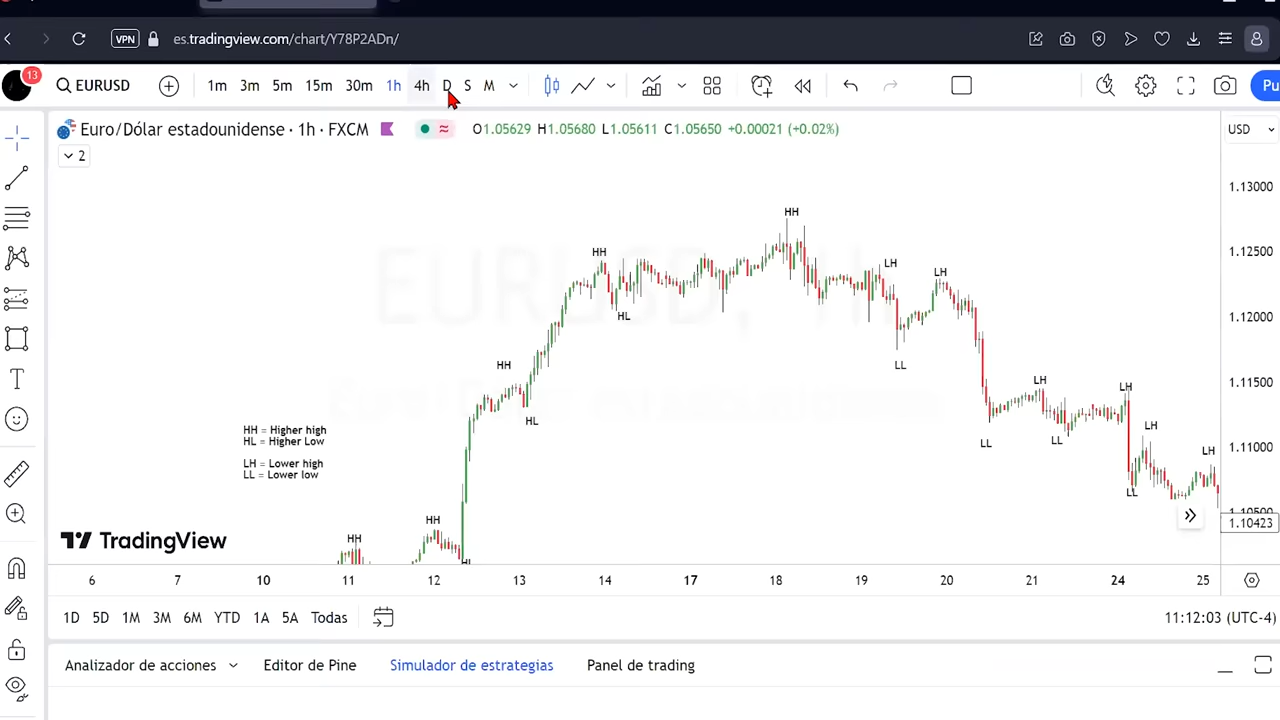 VPN es.tradingview.com/chart/Y78P2ADn/
13 EURUSD 1m 3m 5m 15m 30m 1h 4h D S M Pu
Euro/Dólar estadounidense · 1h · FXCM O1.05629 H1.05680 L1.05611 C1.05650 +0.00021 (+0.02%) USD
2
1.13000
HH
1.12500
HH
LH
LH
HL
1.12000
HH
LL
1.11500
LH
LH
HL
LH
HH = Higher high
HL = Higher Low
LL
LL
LH
1.11000
LH = Lower high
LL = Lower low
LL
1.10500
1.10423
HH
HH
HL
TradingView
6 7 10 11 12 13 14 17 18 19 20 21 24 25
1D 5D 1M 3M 6M YTD 1A 5A Todas 11:12:03 (UTC-4)
Analizador de acciones Editor de Pine Simulador de estrategias Panel de trading